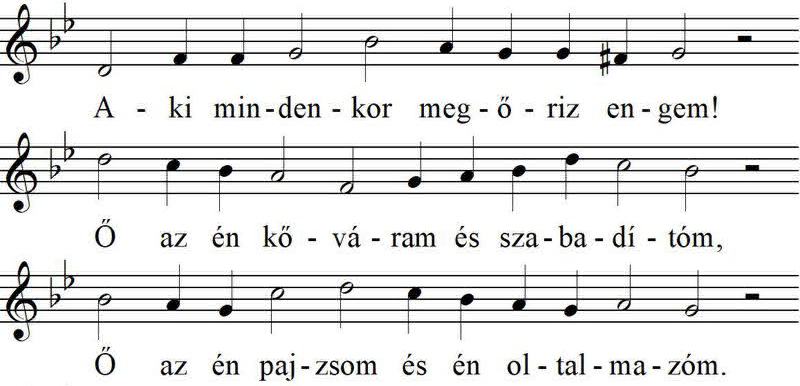 A - ki min - den - kor meg - ő - riz en - gem!
Ő az én kő - vá - ram és sza - ba - dí - tóm,
Ő az én paj - zsom és én ol - tal - ma - zóm.